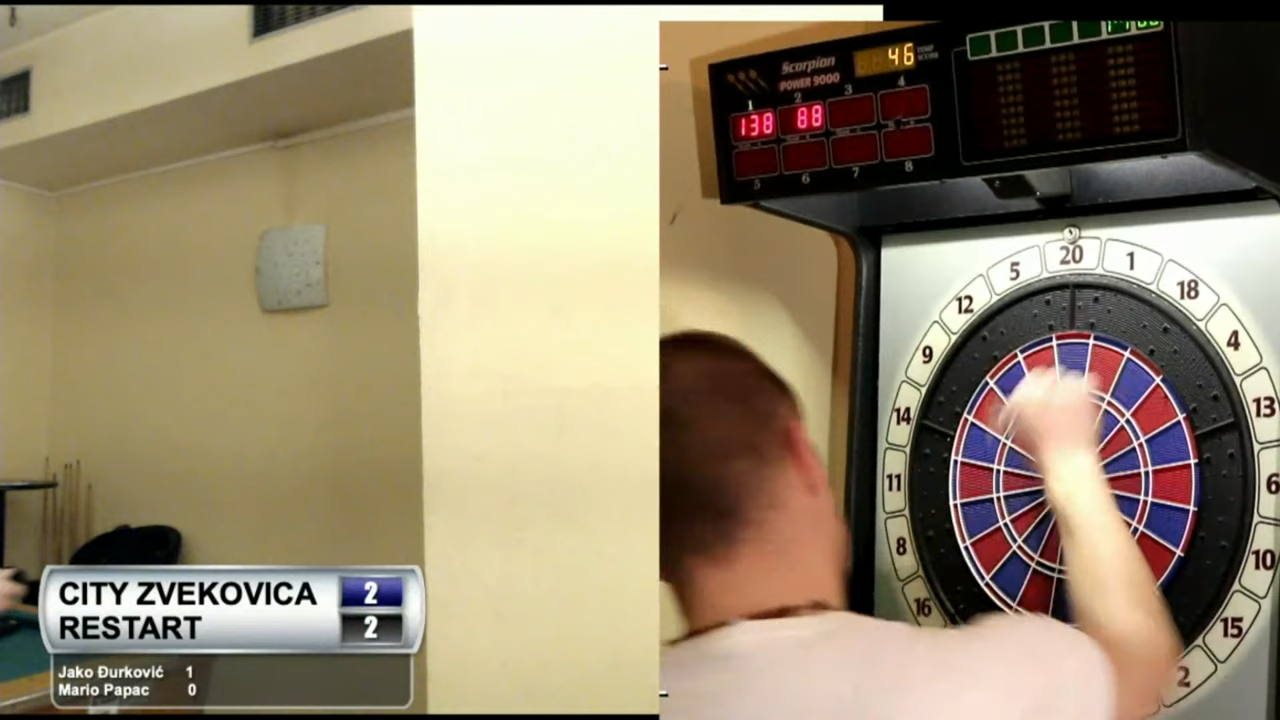 CITY ZVEKOVICA 2
RESTART 2
Jako Đurković 1
Mario Papac 0
Scorpion
POWER 9000
46
TEMP
SCORE
1 2 3 4
138 88
5 6 7 8
20
1
18
4
13
6
10
15
2
16
8
11
14
9
12
5